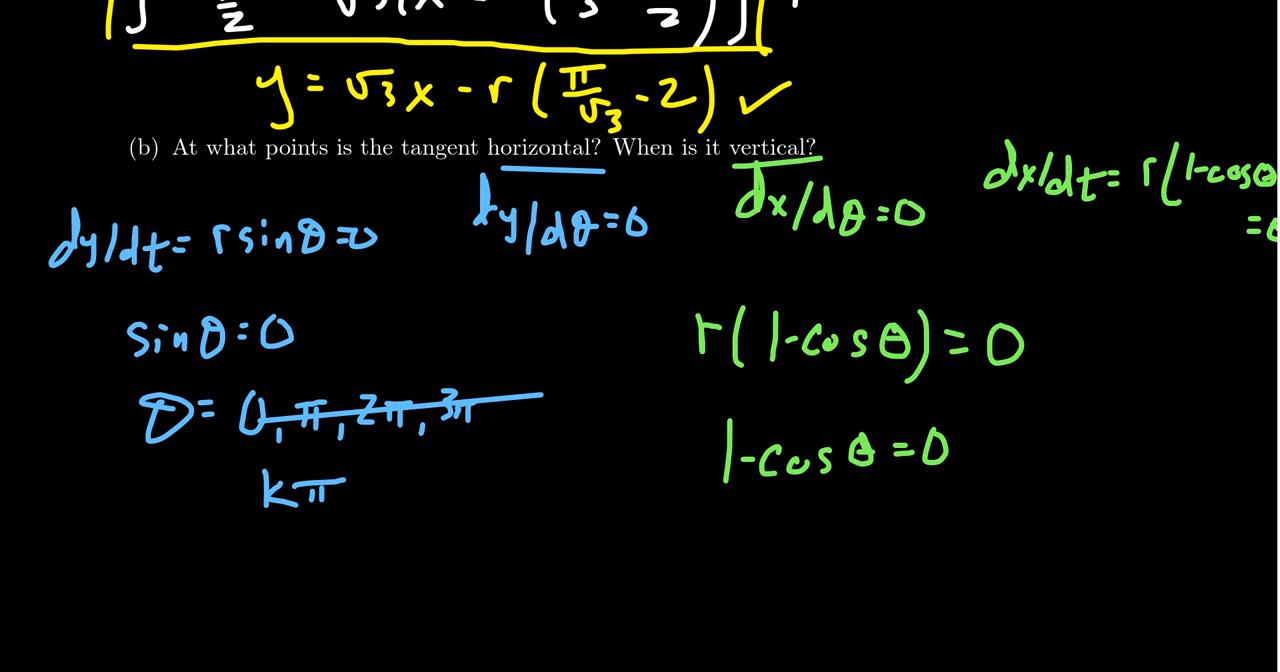 y = √3x - r (π/√3 - 2) ✓
(b) At what points is the tangent horizontal? When is it vertical?
dy/dθ=0
dx/dθ=0
dx/dt= r(1-cosθ
=0
dy/dt= r sinθ=0
sinθ=0
θ= 0, π, 2π, 3π
kπ
r(1-cosθ)=0
1-cosθ=0